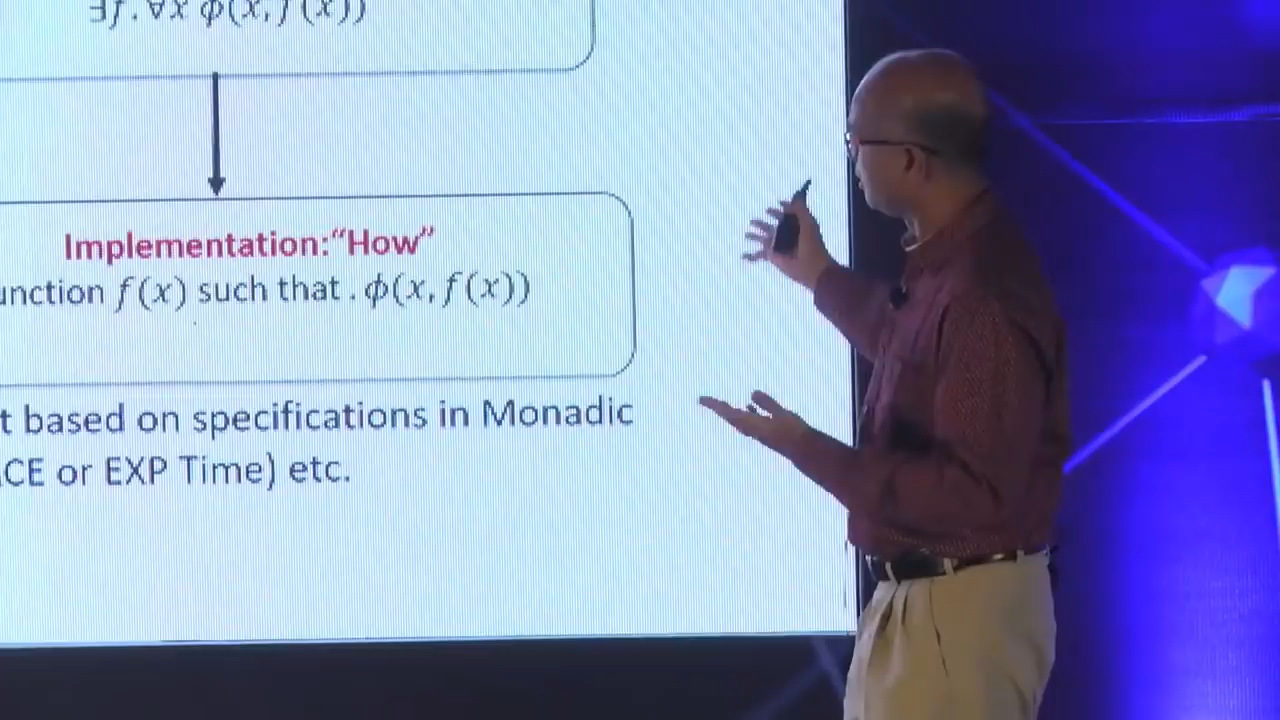 ∃f. ∀x ϕ(x, f(x))
Implementation:“How”
unction f(x) such that . ϕ(x, f(x))
t based on specifications in Monadic
CE or EXP Time) etc.